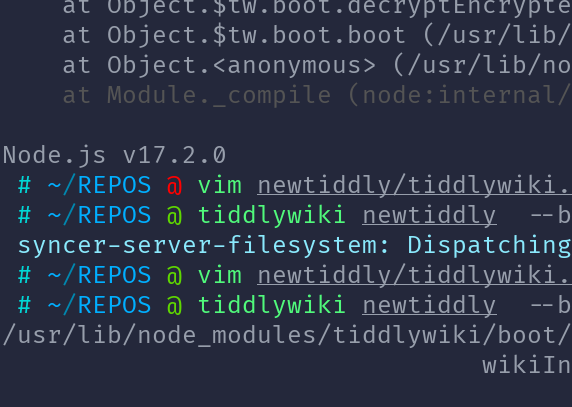 at Object.$tw.boot.decryptEncrypte
at Object.$tw.boot.boot (/usr/lib/
at Object.<anonymous> (/usr/lib/no
at Module._compile (node:internal/
Node.js v17.2.0
# ~/REPOS @ vim newtiddly/tiddlywiki.
# ~/REPOS @ tiddlywiki newtiddly --b
syncer-server-filesystem: Dispatching
# ~/REPOS @ vim newtiddly/tiddlywiki.
# ~/REPOS @ tiddlywiki newtiddly --b
/usr/lib/node_modules/tiddlywiki/boot/
wikiIn